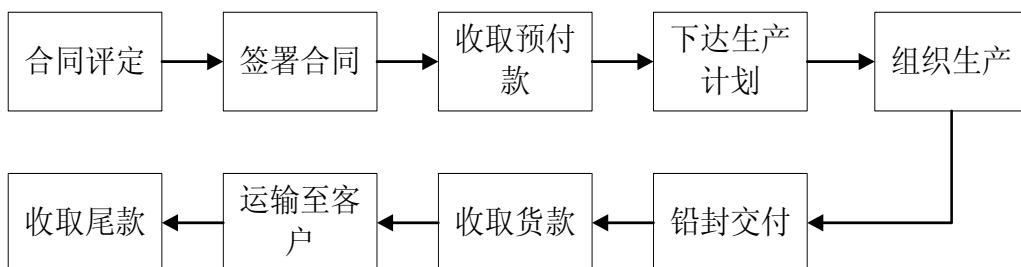 合同评定
签署合同
收取预付
款
下达生产
计划
组织生产
铅封交付
收取货款
运输至客
户
收取尾款